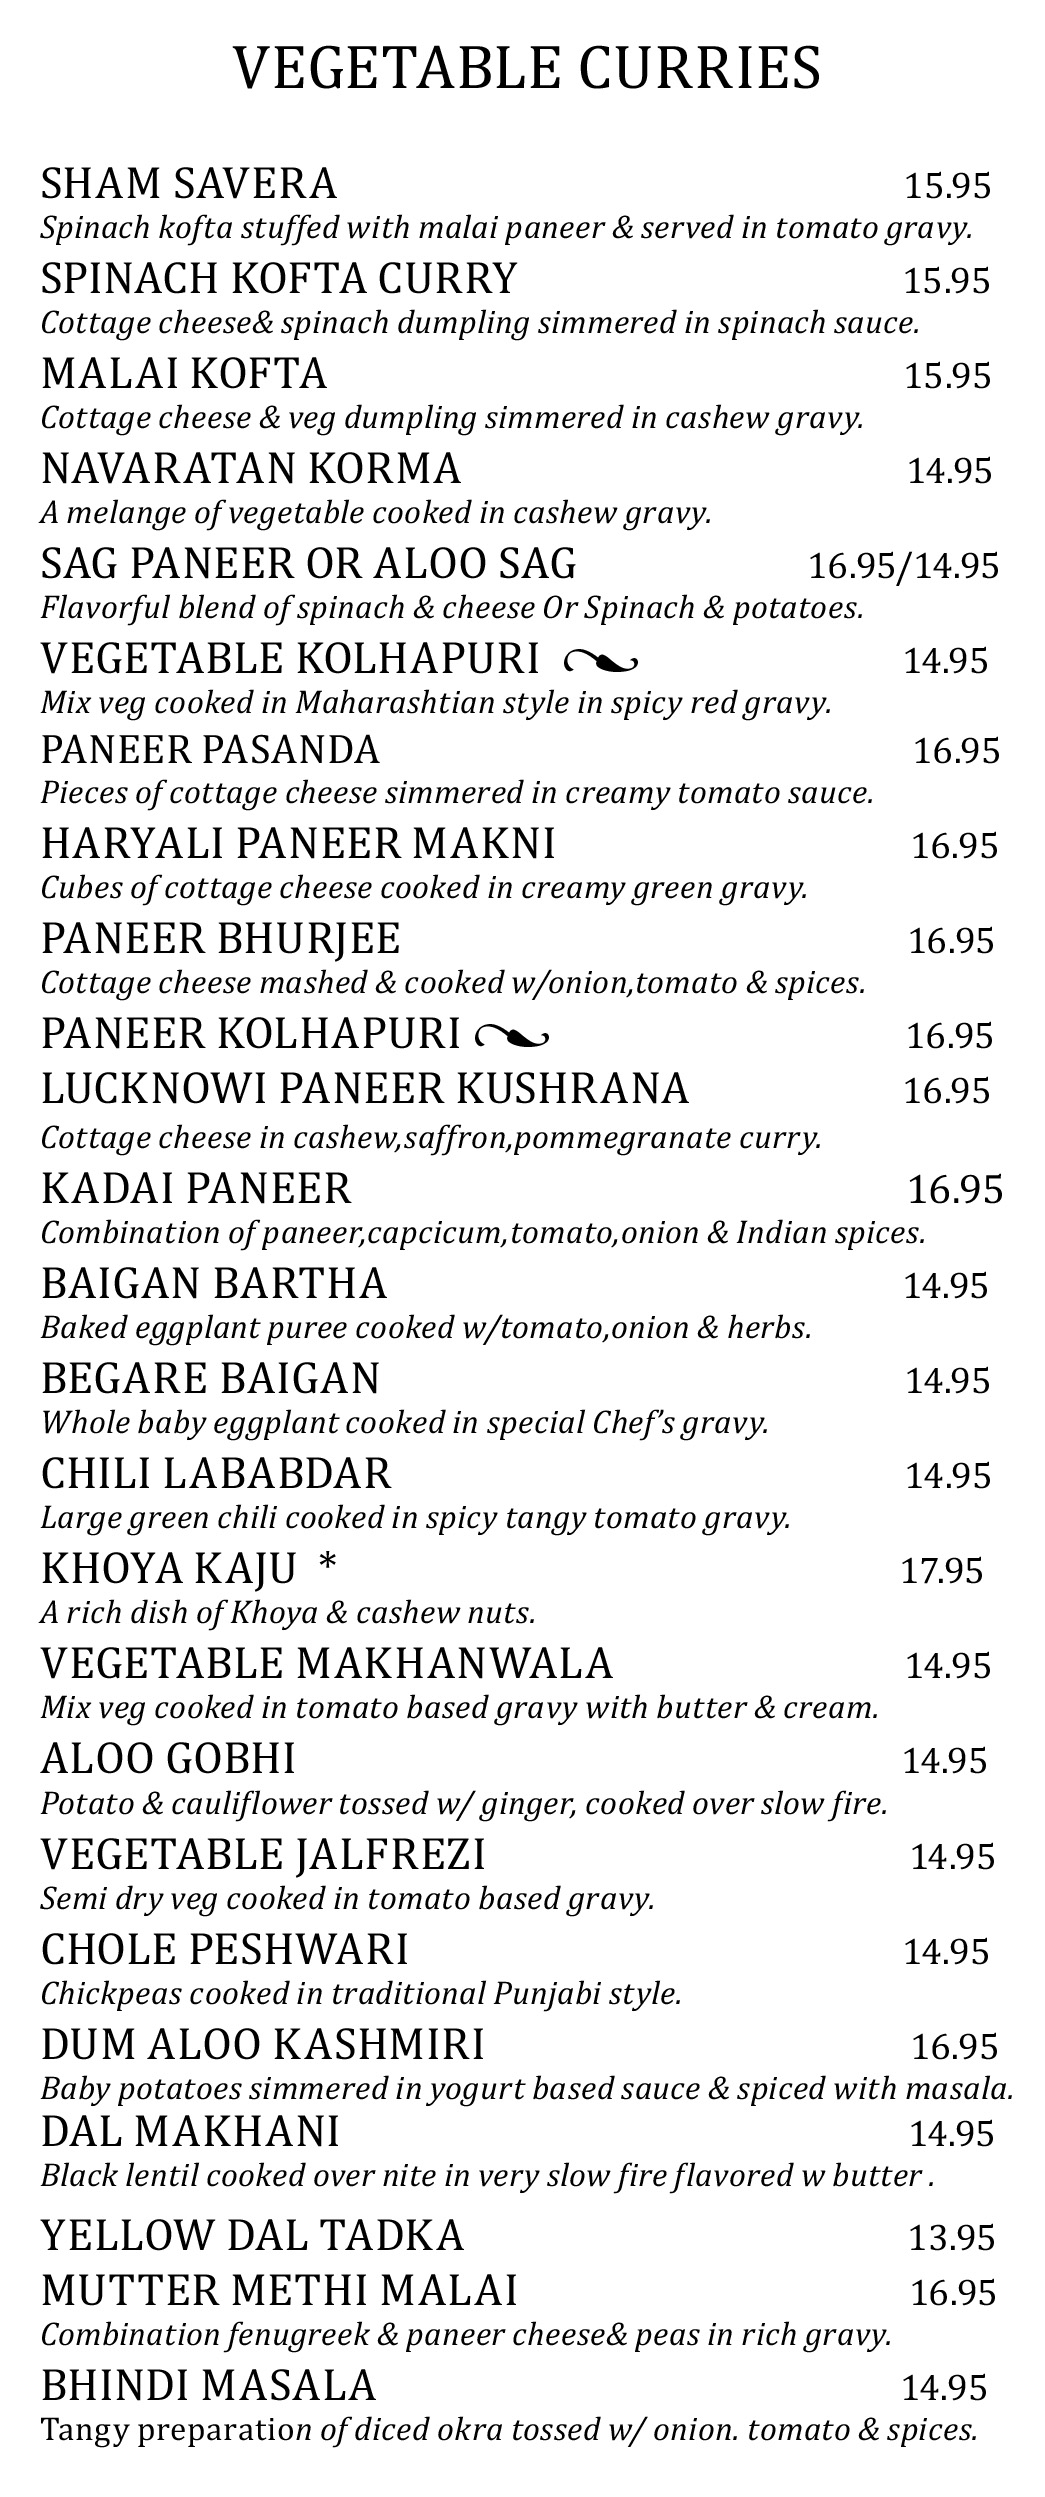 VEGETABLE CURRIES
SHAM SAVERA 15.95
Spinach kofta stuffed with malai paneer & served in tomato gravy.
SPINACH KOFTA CURRY 15.95
Cottage cheese& spinach dumpling simmered in spinach sauce.
MALAI KOFTA 15.95
Cottage cheese & veg dumpling simmered in cashew gravy.
NAVARATAN KORMA 14.95
A melange of vegetable cooked in cashew gravy.
SAG PANEER OR ALOO SAG 16.95/14.95
Flavorful blend of spinach & cheese Or Spinach & potatoes.
VEGETABLE KOLHAPURI 14.95
Mix veg cooked in Maharashtian style in spicy red gravy.
PANEER PASANDA 16.95
Pieces of cottage cheese simmered in creamy tomato sauce.
HARYALI PANEER MAKNI 16.95
Cubes of cottage cheese cooked in creamy green gravy.
PANEER BHURJEE 16.95
Cottage cheese mashed & cooked w/onion,tomato & spices.
PANEER KOLHAPURI 16.95
LUCKNOWI PANEER KUSHRANA 16.95
Cottage cheese in cashew,saffron,pommegranate curry.
KADAI PANEER 16.95
Combination of paneer,capcicum,tomato,onion & Indian spices.
BAIGAN BARTHA 14.95
Baked eggplant puree cooked w/tomato,onion & herbs.
BEGARE BAIGAN 14.95
Whole baby eggplant cooked in special Chef's gravy.
CHILI LABABDAR 14.95
Large green chili cooked in spicy tangy tomato gravy.
KHOYA KAJU * 17.95
A rich dish of Khoya & cashew nuts.
VEGETABLE MAKHANWALA 14.95
Mix veg cooked in tomato based gravy with butter & cream.
ALOO GOBHI 14.95
Potato & cauliflower tossed w/ ginger, cooked over slow fire.
VEGETABLE JALFREZI 14.95
Semi dry veg cooked in tomato based gravy.
CHOLE PESHWARI 14.95
Chickpeas cooked in traditional Punjabi style.
DUM ALOO KASHMIRI 16.95
Baby potatoes simmered in yogurt based sauce & spiced with masala.
DAL MAKHANI 14.95
Black lentil cooked over nite in very slow fire flavored w butter .
YELLOW DAL TADKA 13.95
MUTTER METHI MALAI 16.95
Combination fenugreek & paneer cheese& peas in rich gravy.
BHINDI MASALA 14.95
Tangy preparation of diced okra tossed w/ onion. tomato & spices.